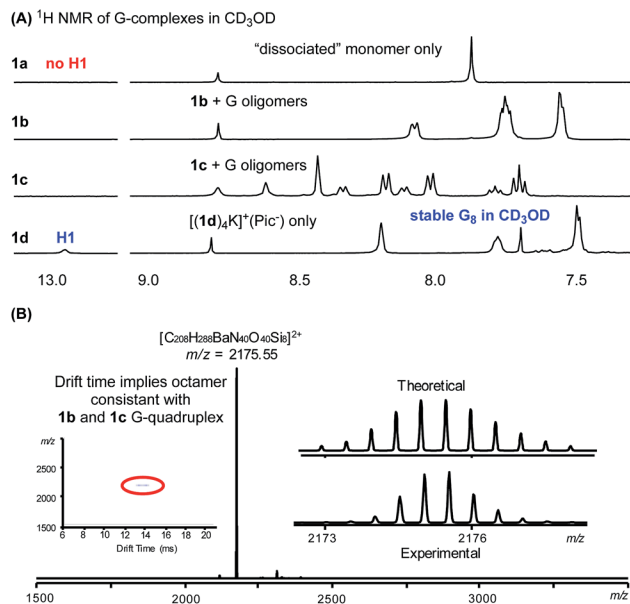 (A) ¹H NMR of G-complexes in CD₃OD
1a no H1 "dissociated" monomer only
1b + G oligomers
1b
1c + G oligomers
1c
[(1d)₄K]⁺(Pic⁻) only stable G₈ in CD₃OD
1d H1
13.0 9.0 8.5 8.0 7.5
(B)
[C₂₀₈H₂₈₈BaN₄₀O₄₀Si₈]²⁺
m/z = 2175.55
Drift time implies octamer
consistant with
1b and 1c G-quadruplex
Theoretical
m/z
2500
2000
1500
6 8 10 12 14 16 18 20
Drift Time (ms)
2173 2176 m/z
Experimental
1500 2000 2500 3000 m/z